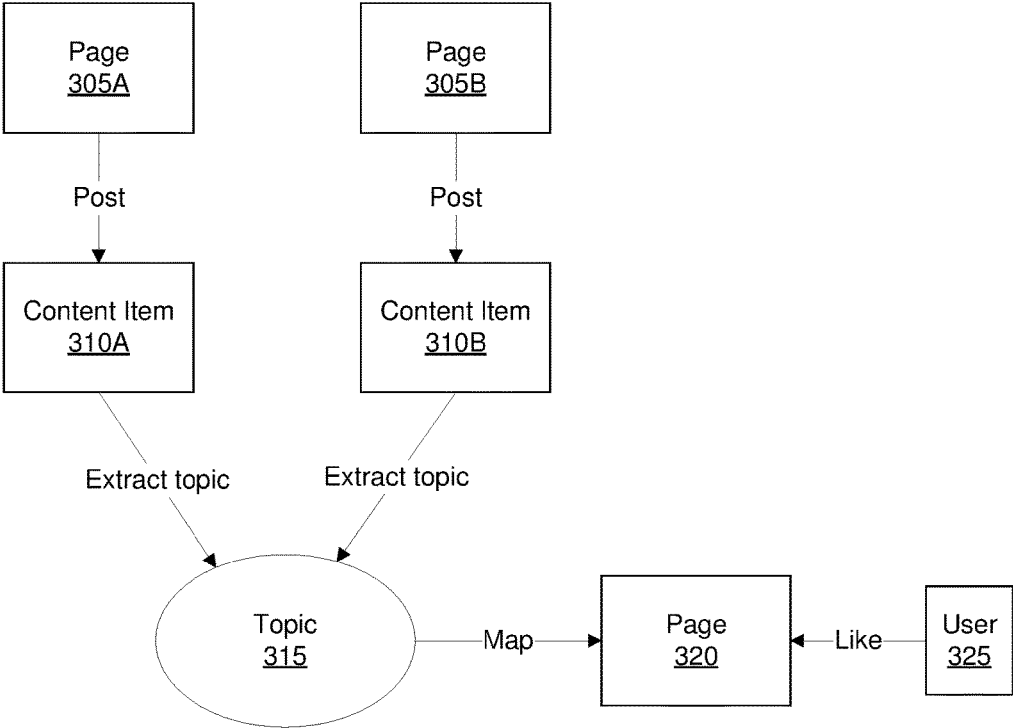 Page
305A
Page
305B
Post
Post
Content Item
310A
Content Item
310B
Extract topic
Extract topic
Topic
315
Map
Page
320
Like
User
325